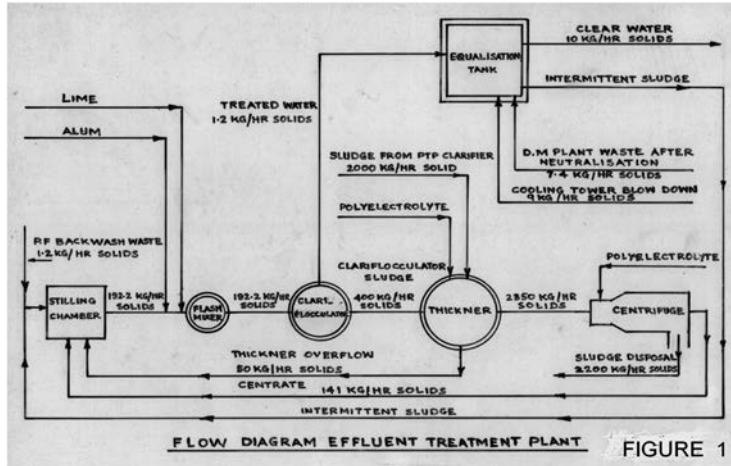 CLEAR WATER
10 KG/HR SOLIDS
EQUALISATION
TANK
INTERMITTENT SLUDGE
LIME
TREATED WATER
1.2 KG/HR SOLIDS
ALUM
D.M PLANT WASTE AFTER
NEUTRALISATION
7.4 KG/HR SOLIDS
SLUDGE FROM PTP CLARIFIER
2000 KG/HR SOLID
COOLING TOWER BLOW DOWN
9 KG/HR SOLIDS
POLYELECTROLYTE
P.F BACKWASH WASTE
1.2 KG/HR SOLIDS
POLYELECTROLYTE
CLARIFLOCCULATOR
SLUDGE
STILLING
CHAMBER
192.2 KG/HR
SOLIDS
FLASH
MIXER
192.2 KG/HR
SOLIDS
CLARI_
FLOCCULATOR
400 KG/HR
SOLIDS
THICKNER
2350 KG/HR
SOLIDS
CENTRIFUGE
THICKNER OVERFLOW
50 KG/HR SOLIDS
SLUDGE DISPOSAL
2200 KG/HR SOLIDS
CENTRATE
141 KG/HR SOLIDS
INTERMITTENT SLUDGE
FLOW DIAGRAM EFFLUENT TREATMENT PLANT
FIGURE 1